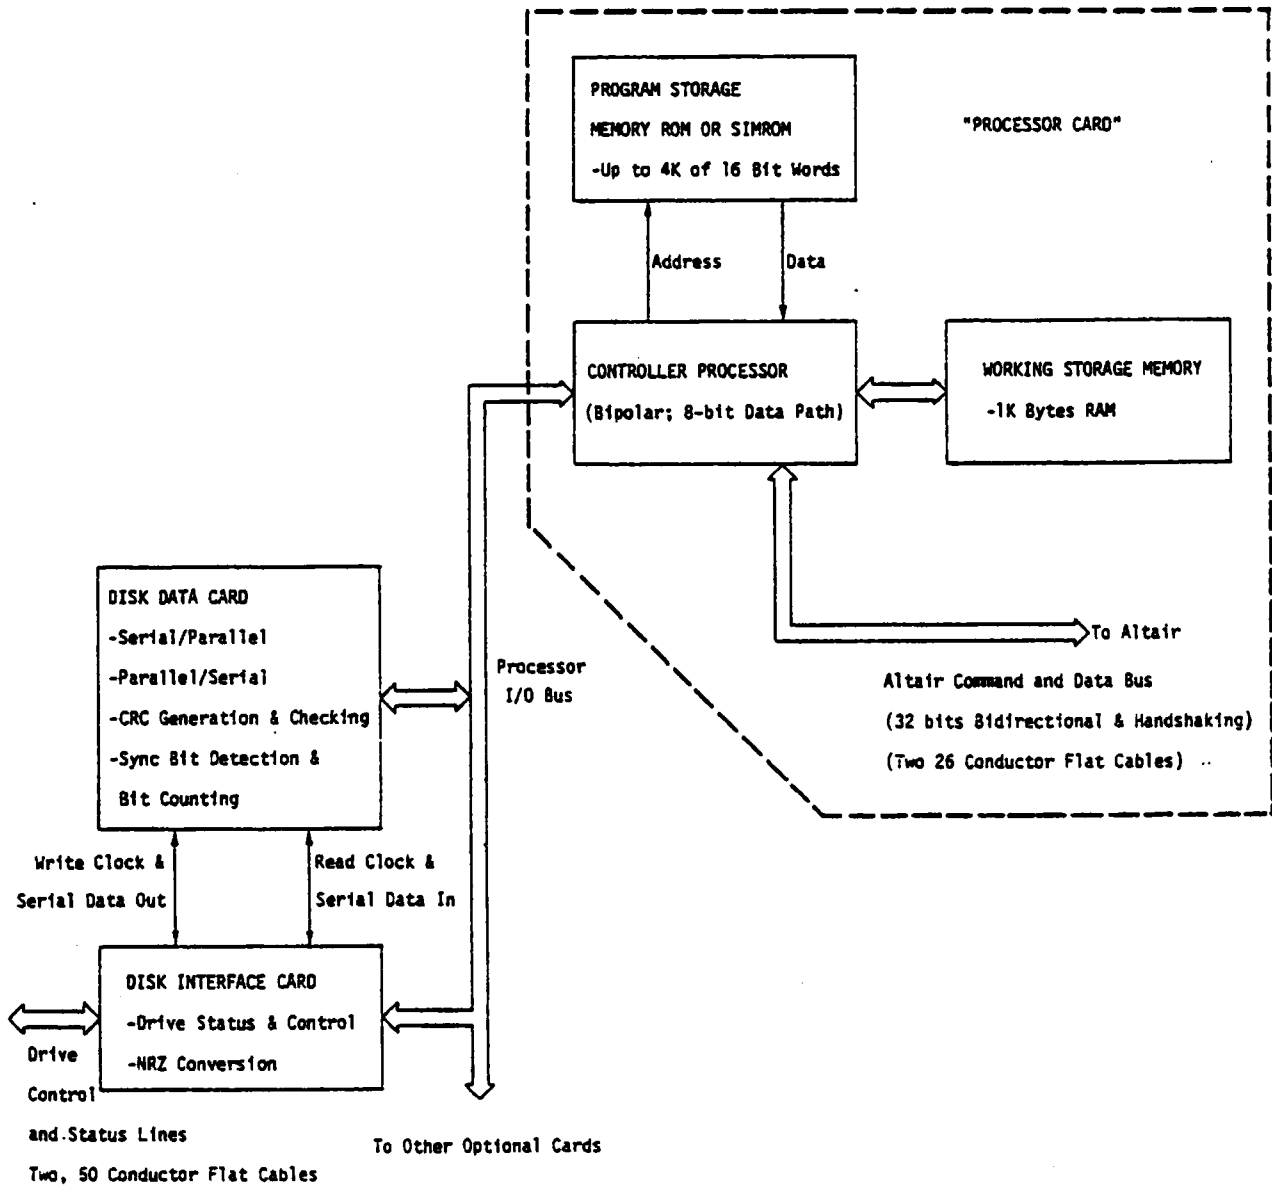 PROGRAM STORAGE
MEMORY ROM OR SIMROM
-Up to 4K of 16 Bit Words
"PROCESSOR CARD"
Address
Data
CONTROLLER PROCESSOR
(Bipolar; 8-bit Data Path)
WORKING STORAGE MEMORY
-1K Bytes RAM
To Altair
Altair Command and Data Bus
(32 bits Bidirectional & Handshaking)
(Two 26 Conductor Flat Cables)
Processor
I/O Bus
DISK DATA CARD
-Serial/Parallel
-Parallel/Serial
-CRC Generation & Checking
-Sync Bit Detection &
Bit Counting
Write Clock &
Serial Data Out
Read Clock &
Serial Data In
DISK INTERFACE CARD
-Drive Status & Control
-NRZ Conversion
Drive
Control
and Status Lines
Two, 50 Conductor Flat Cables
To Other Optional Cards